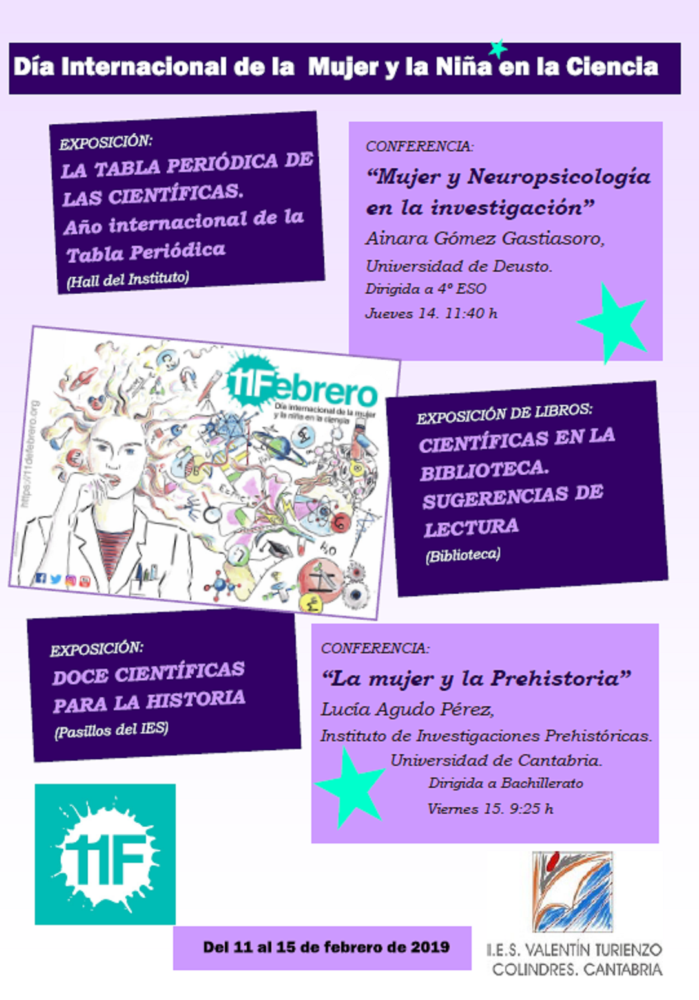 Día Internacional de la Mujer y la Niña en la Ciencia
EXPOSICIÓN:
LA TABLA PERIÓDICA DE
LAS CIENTÍFICAS.
Año internacional de la
Tabla Periódica
(Hall del Instituto)
CONFERENCIA:
“Mujer y Neuropsicología
en la investigación”
Ainara Gómez Gastiasoro,
Universidad de Deusto.
Dirigida a 4º ESO
Jueves 14. 11:40 h
11Febrero
Día internacional de la mujer
y la niña en la ciencia
https://11defebrero.org
H₂O
EXPOSICIÓN DE LIBROS:
CIENTÍFICAS EN LA
BIBLIOTECA.
SUGERENCIAS DE
LECTURA
(Biblioteca)
EXPOSICIÓN:
DOCE CIENTÍFICAS
PARA LA HISTORIA
(Pasillos del IES)
CONFERENCIA:
“La mujer y la Prehistoria”
Lucía Agudo Pérez,
Instituto de Investigaciones Prehistóricas.
Universidad de Cantabria.
Dirigida a Bachillerato
Viernes 15. 9:25 h
11F
Del 11 al 15 de febrero de 2019
I.E.S. VALENTÍN TURIENZO
COLINDRES. CANTABRIA